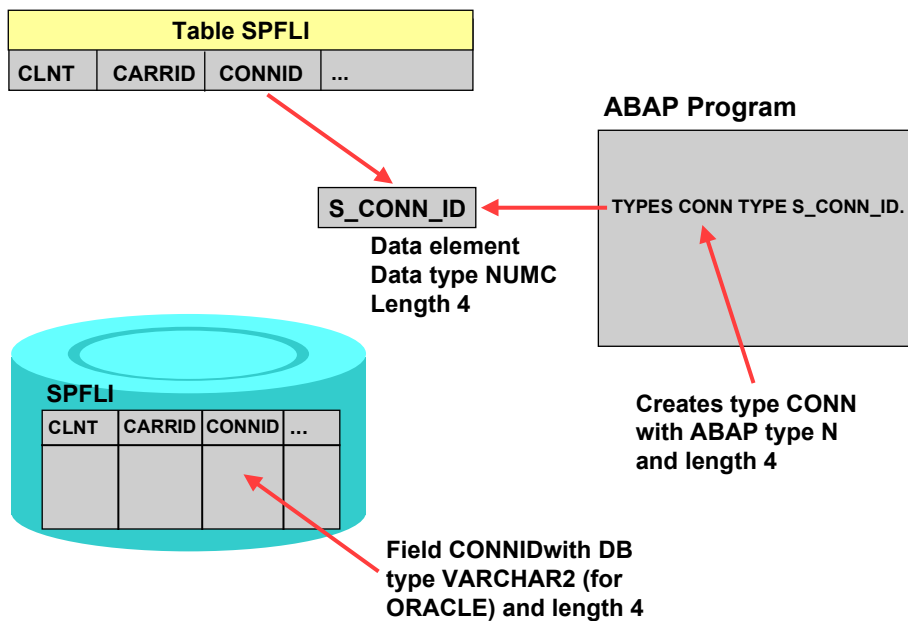 Table SPFLI
CLNT CARRID CONNID ...
ABAP Program
TYPES CONN TYPE S_CONN_ID.
S_CONN_ID
Data element
Data type NUMC
Length 4
SPFLI
CLNT CARRID CONNID ...
Creates type CONN
with ABAP type N
and length 4
Field CONNIDwith DB
type VARCHAR2 (for
ORACLE) and length 4